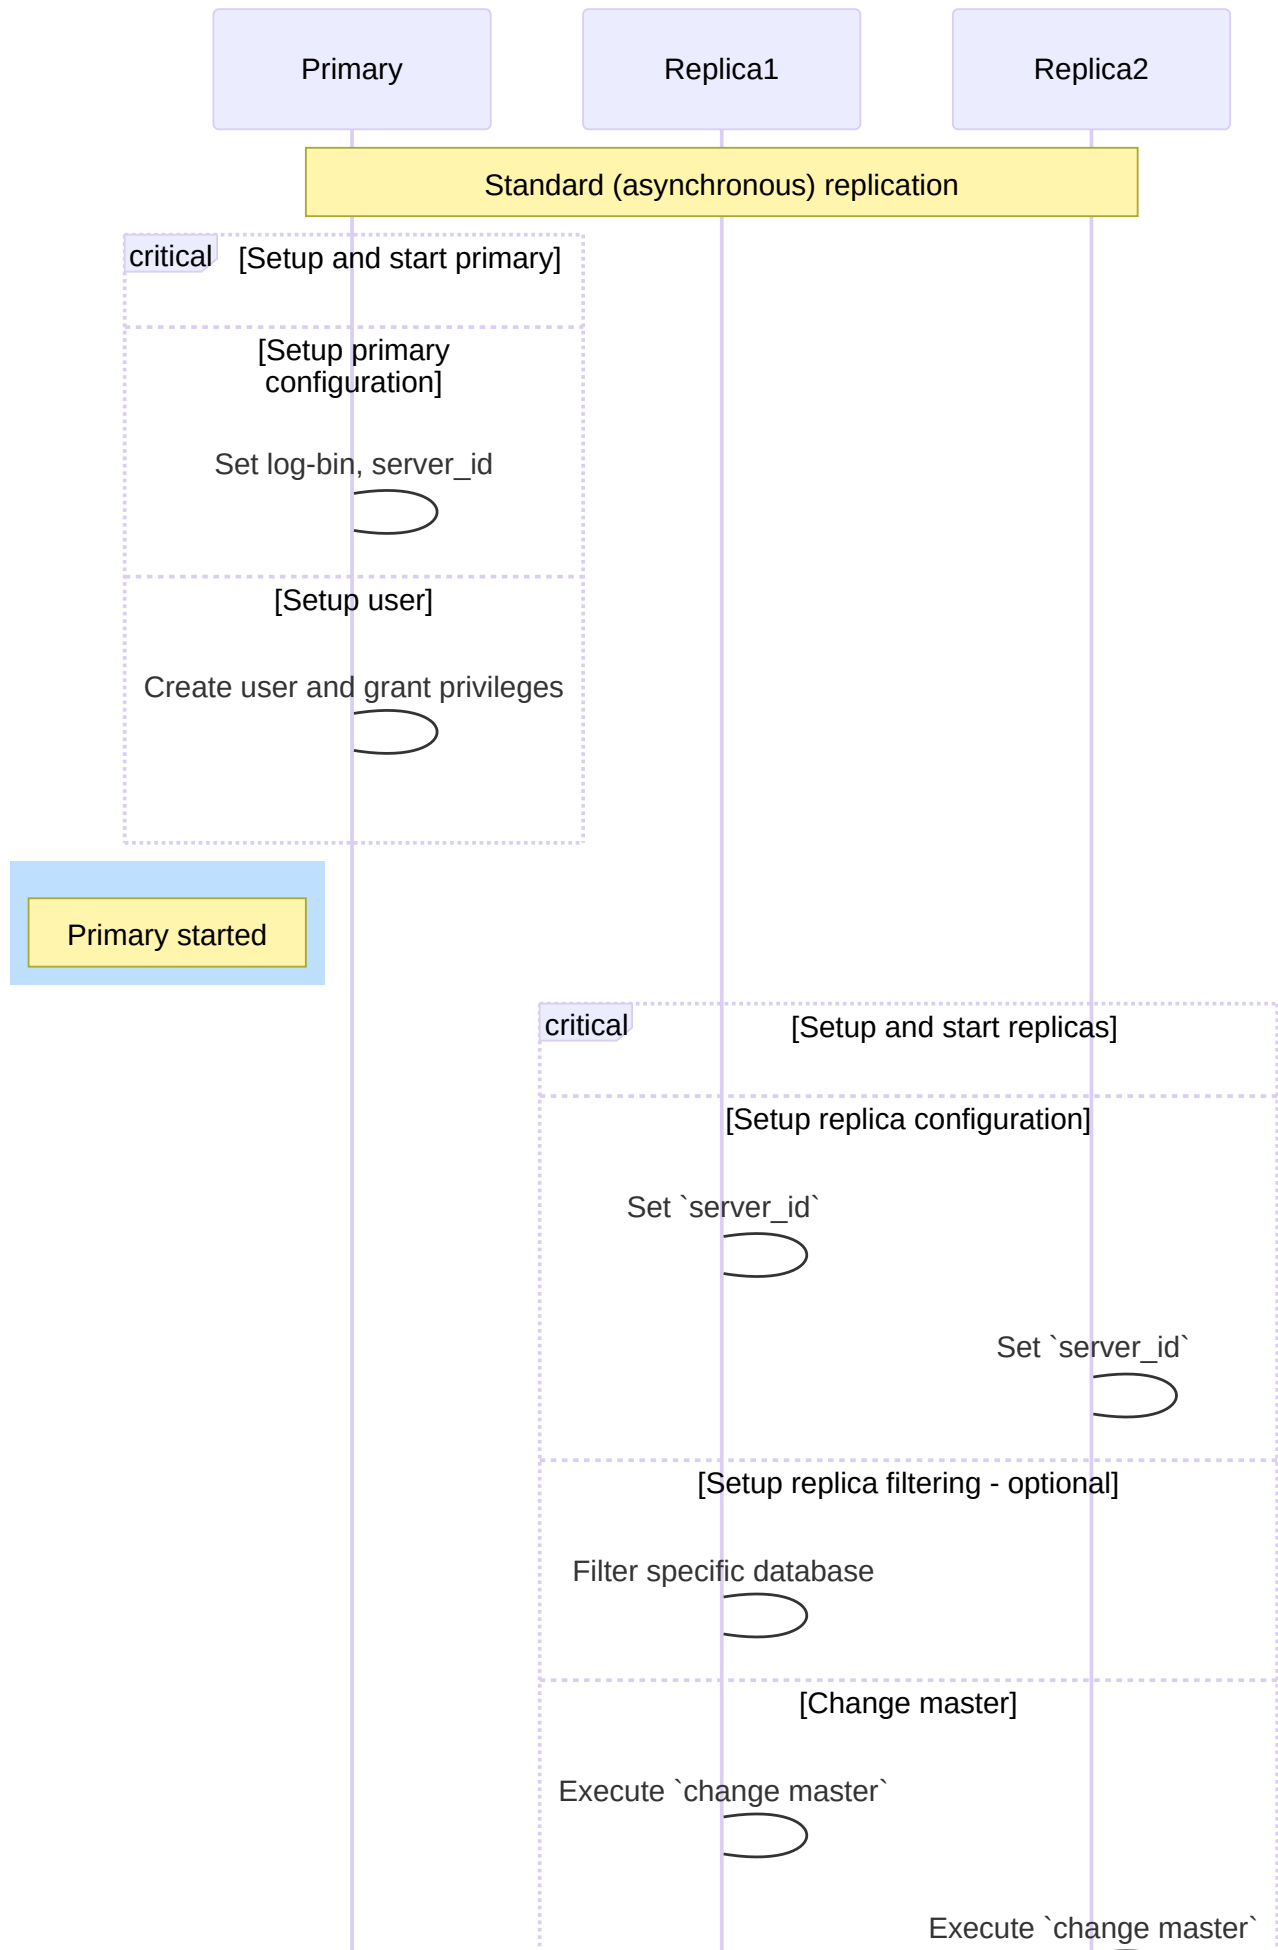 Primary
Replica1
Replica2
Standard (asynchronous) replication
critical
[Setup and start primary]
[Setup primary
configuration]
Set log-bin, server_id
[Setup user]
Create user and grant privileges
Primary started
critical
[Setup and start replicas]
[Setup replica configuration]
Set `server_id`
Set `server_id`
[Setup replica filtering - optional]
Filter specific database
[Change master]
Execute `change master`
Execute `change master`